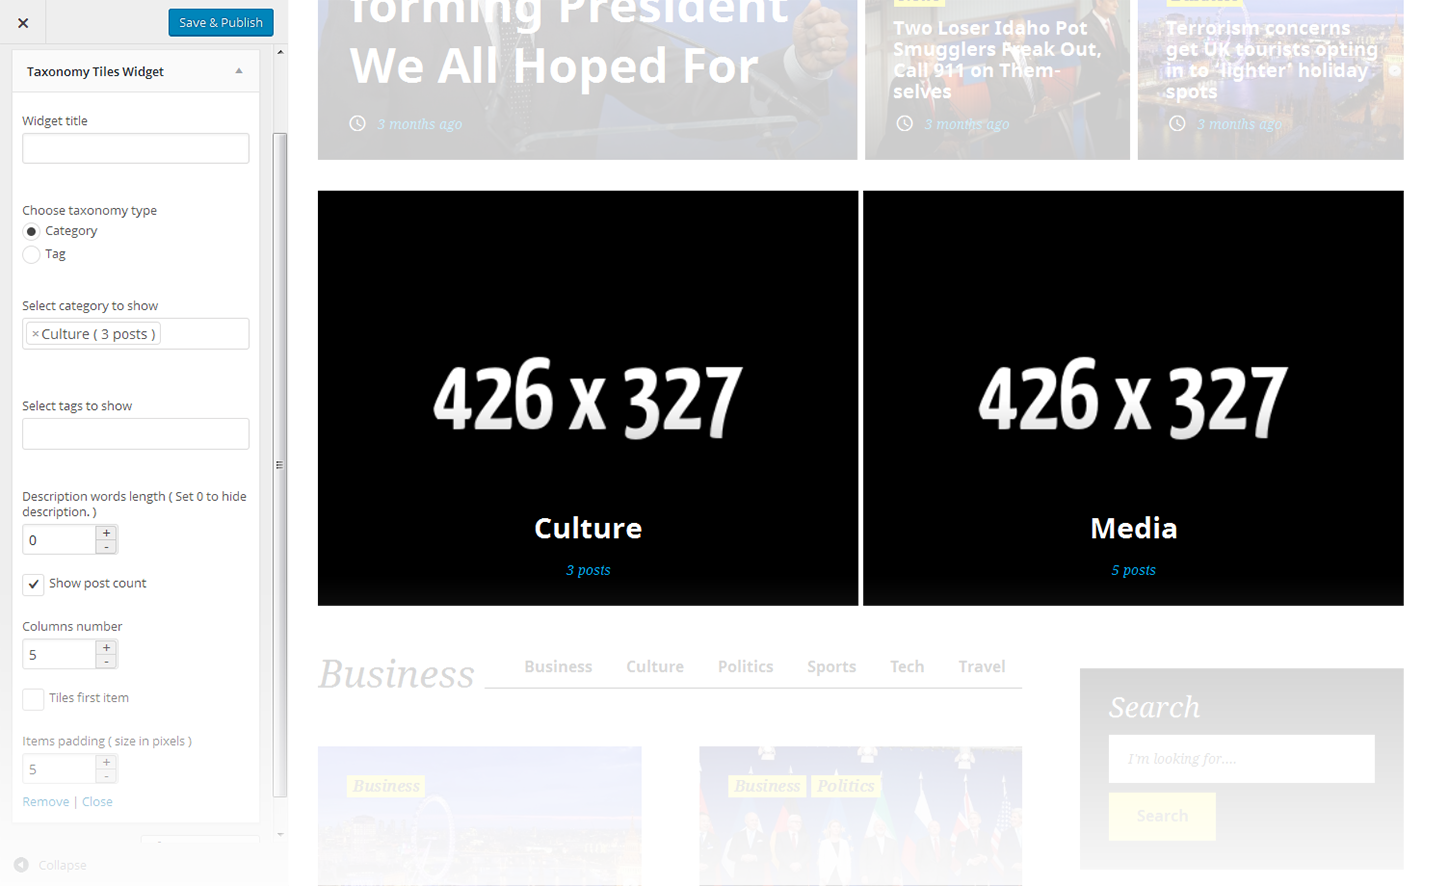 ×
Save & Publish
Taxonomy Tiles Widget
Widget title
Choose taxonomy type
Category
Tag
Select category to show
× Culture ( 3 posts )
Select tags to show
Description words length ( Set 0 to hide
description. )
0
+
-
Show post count
Columns number
5
+
-
Tiles first item
Items padding ( size in pixels )
5
+
-
Remove | Close
Collapse
forming President
We All Hoped For
3 months ago
Two Loser Idaho Pot
Smugglers Freak Out,
Call 911 on Them-
selves
3 months ago
Terrorism concerns
get UK tourists opting
in to 'lighter' holiday
spots
3 months ago
426 x 327
Culture
3 posts
426 x 327
Media
5 posts
Business
Business Culture Politics Sports Tech Travel
Business
Business Politics
Search
I'm looking for....
Search